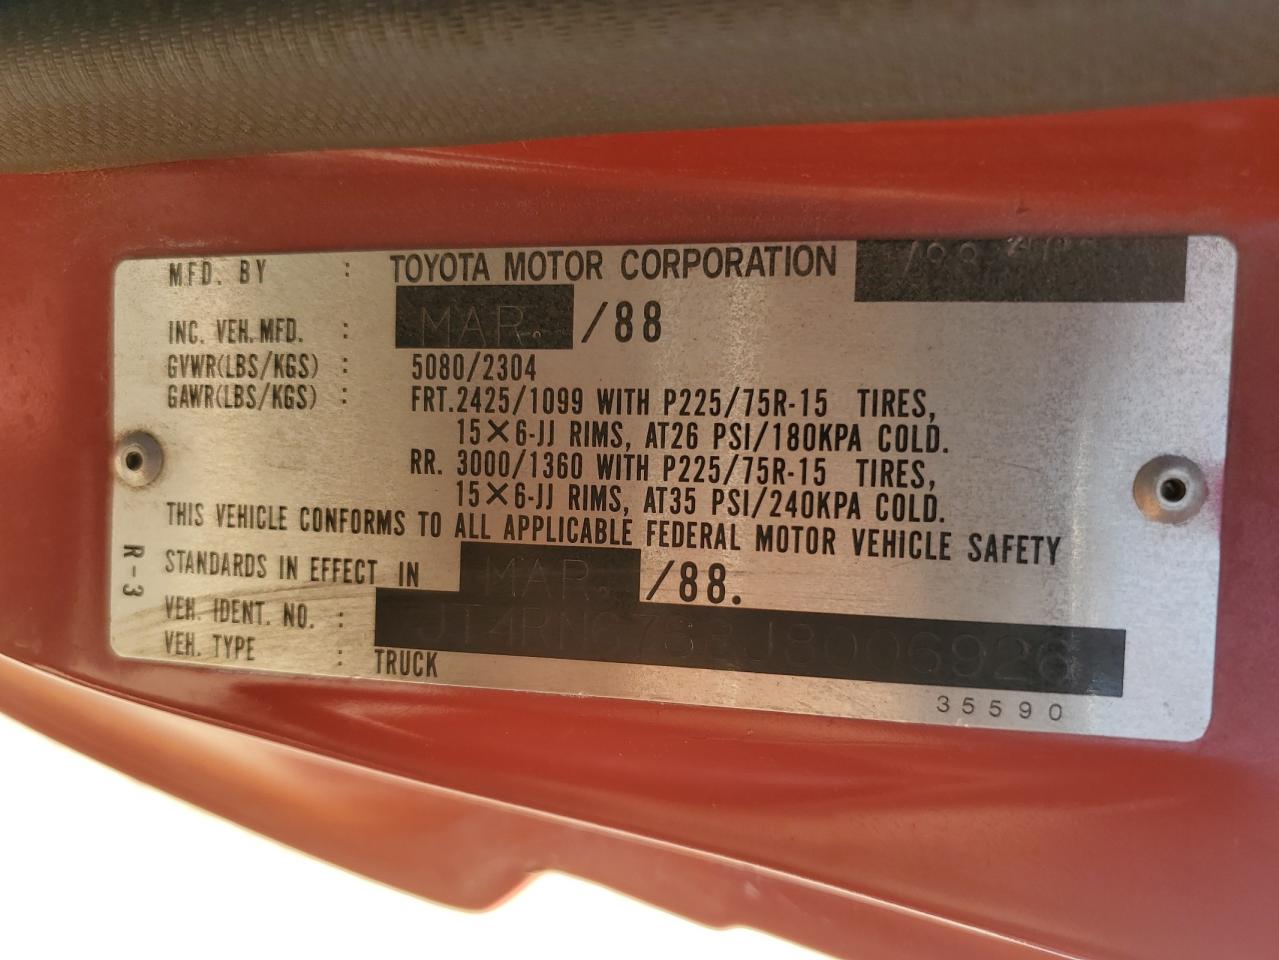 MFD. BY : TOYOTA MOTOR CORPORATION
INC. VEH. MFD. : MAR. /88
GVWR(LBS/KGS) : 5080/2304
GAWR(LBS/KGS) : FRT. 2425/1099 WITH P225/75R-15 TIRES,
15×6-JJ RIMS, AT26 PSI/180KPA COLD.
RR. 3000/1360 WITH P225/75R-15 TIRES,
15×6-JJ RIMS, AT35 PSI/240KPA COLD.
THIS VEHICLE CONFORMS TO ALL APPLICABLE FEDERAL MOTOR VEHICLE SAFETY
STANDARDS IN EFFECT IN MAR. /88.
VEH. IDENT. NO. :
VEH. TYPE : TRUCK
35590
R-3